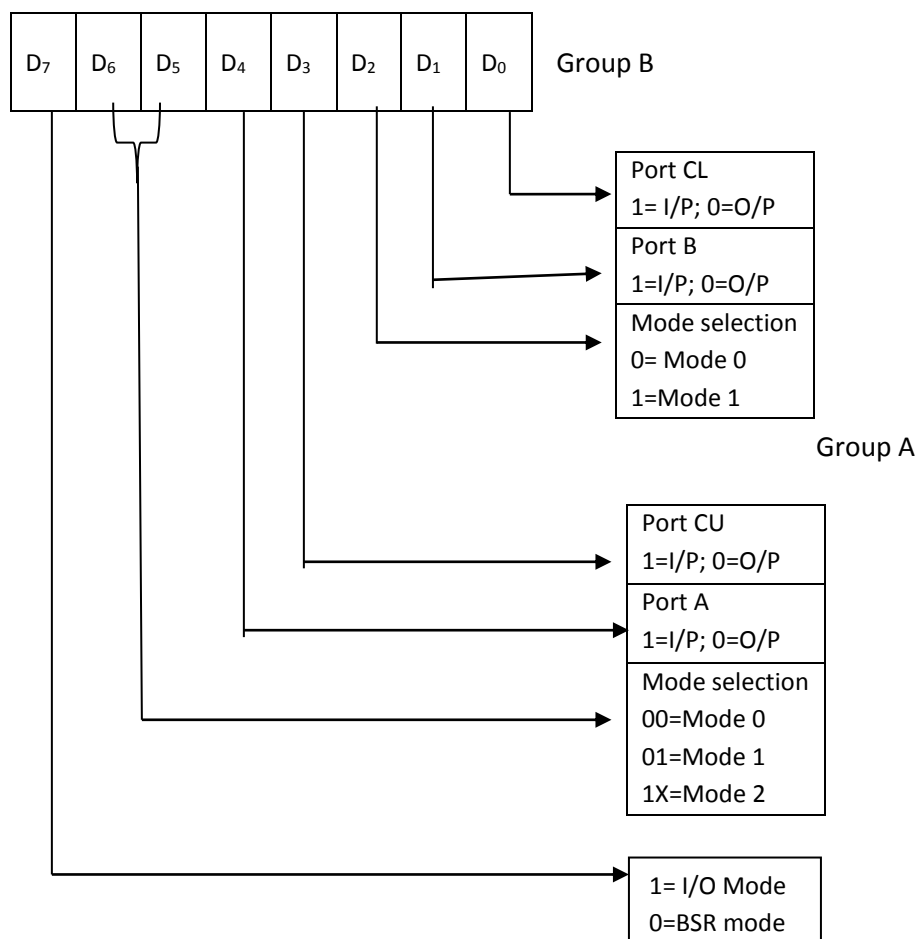 D₇ D₆ D₅ D₄ D₃ D₂ D₁ D₀ Group B
Port CL
1= I/P; 0=O/P
Port B
1=I/P; 0=O/P
Mode selection
0= Mode 0
1=Mode 1
Group A
Port CU
1=I/P; 0=O/P
Port A
1=I/P; 0=O/P
Mode selection
00=Mode 0
01=Mode 1
1X=Mode 2
1= I/O Mode
0=BSR mode